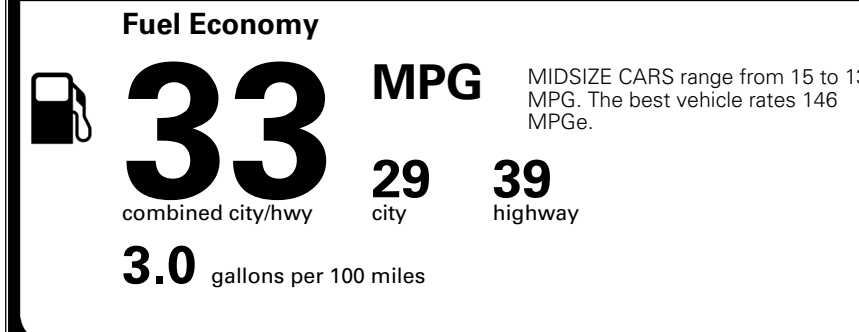 Fuel Economy
33
MPG
MIDSIZE CARS range from 15 to
MPG. The best vehicle rates 146
MPGe.
29
39
combined city/hwy
city
highway
3.0 gallons per 100 miles